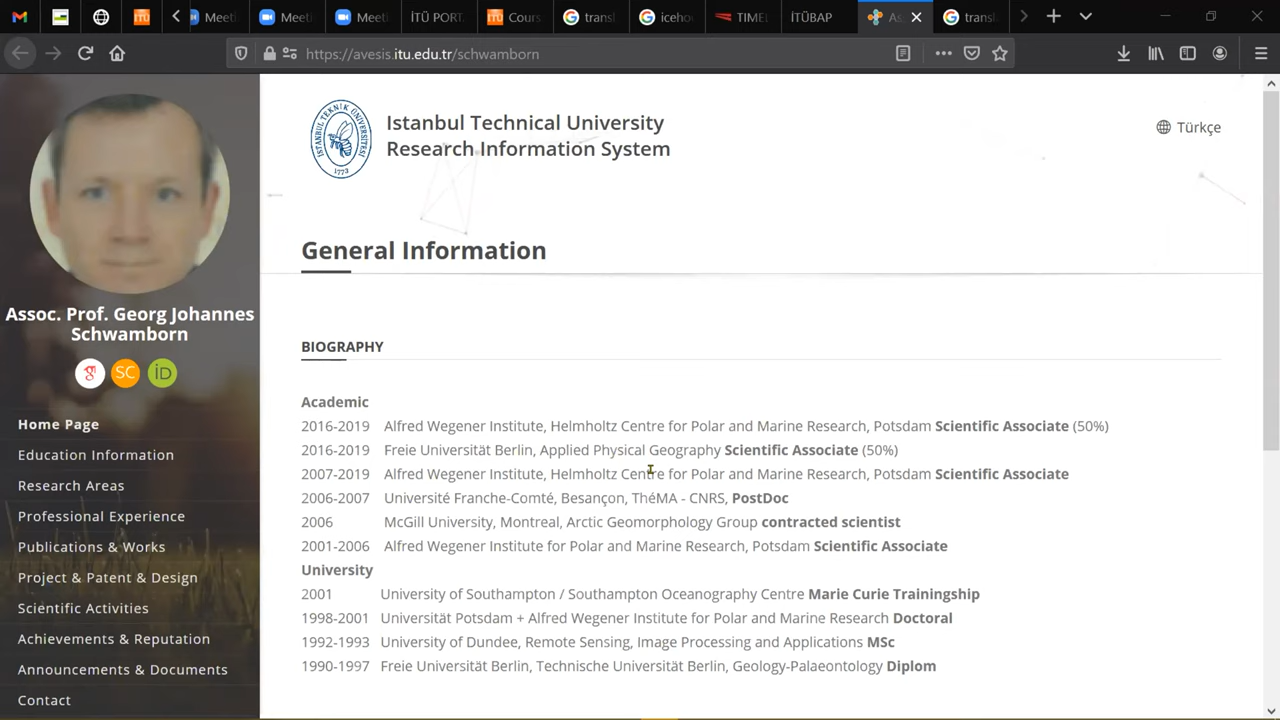 Meeti
Meeti
Meeti
İTÜ PORT.
Cours
transl
icehou
TIMEL
İTÜBAP
As
transl
https://avesis.itu.edu.tr/schwamborn
İSTANBUL TEKNİK ÜNİVERSİTESİ
1773
Istanbul Technical University
Research Information System
Türkçe
General Information
Assoc. Prof. Georg Johannes
Schwamborn
SC
iD
Home Page
Education Information
Research Areas
Professional Experience
Publications & Works
Project & Patent & Design
Scientific Activities
Achievements & Reputation
Announcements & Documents
Contact
BIOGRAPHY
Academic
2016-2019 Alfred Wegener Institute, Helmholtz Centre for Polar and Marine Research, Potsdam Scientific Associate (50%)
2016-2019 Freie Universität Berlin, Applied Physical Geography Scientific Associate (50%)
2007-2019 Alfred Wegener Institute, Helmholtz Centre for Polar and Marine Research, Potsdam Scientific Associate
2006-2007 Université Franche-Comté, Besançon, ThéMA - CNRS, PostDoc
2006 McGill University, Montreal, Arctic Geomorphology Group contracted scientist
2001-2006 Alfred Wegener Institute for Polar and Marine Research, Potsdam Scientific Associate
University
2001 University of Southampton / Southampton Oceanography Centre Marie Curie Trainingship
1998-2001 Universität Potsdam + Alfred Wegener Institute for Polar and Marine Research Doctoral
1992-1993 University of Dundee, Remote Sensing, Image Processing and Applications MSc
1990-1997 Freie Universität Berlin, Technische Universität Berlin, Geology-Palaeontology Diplom